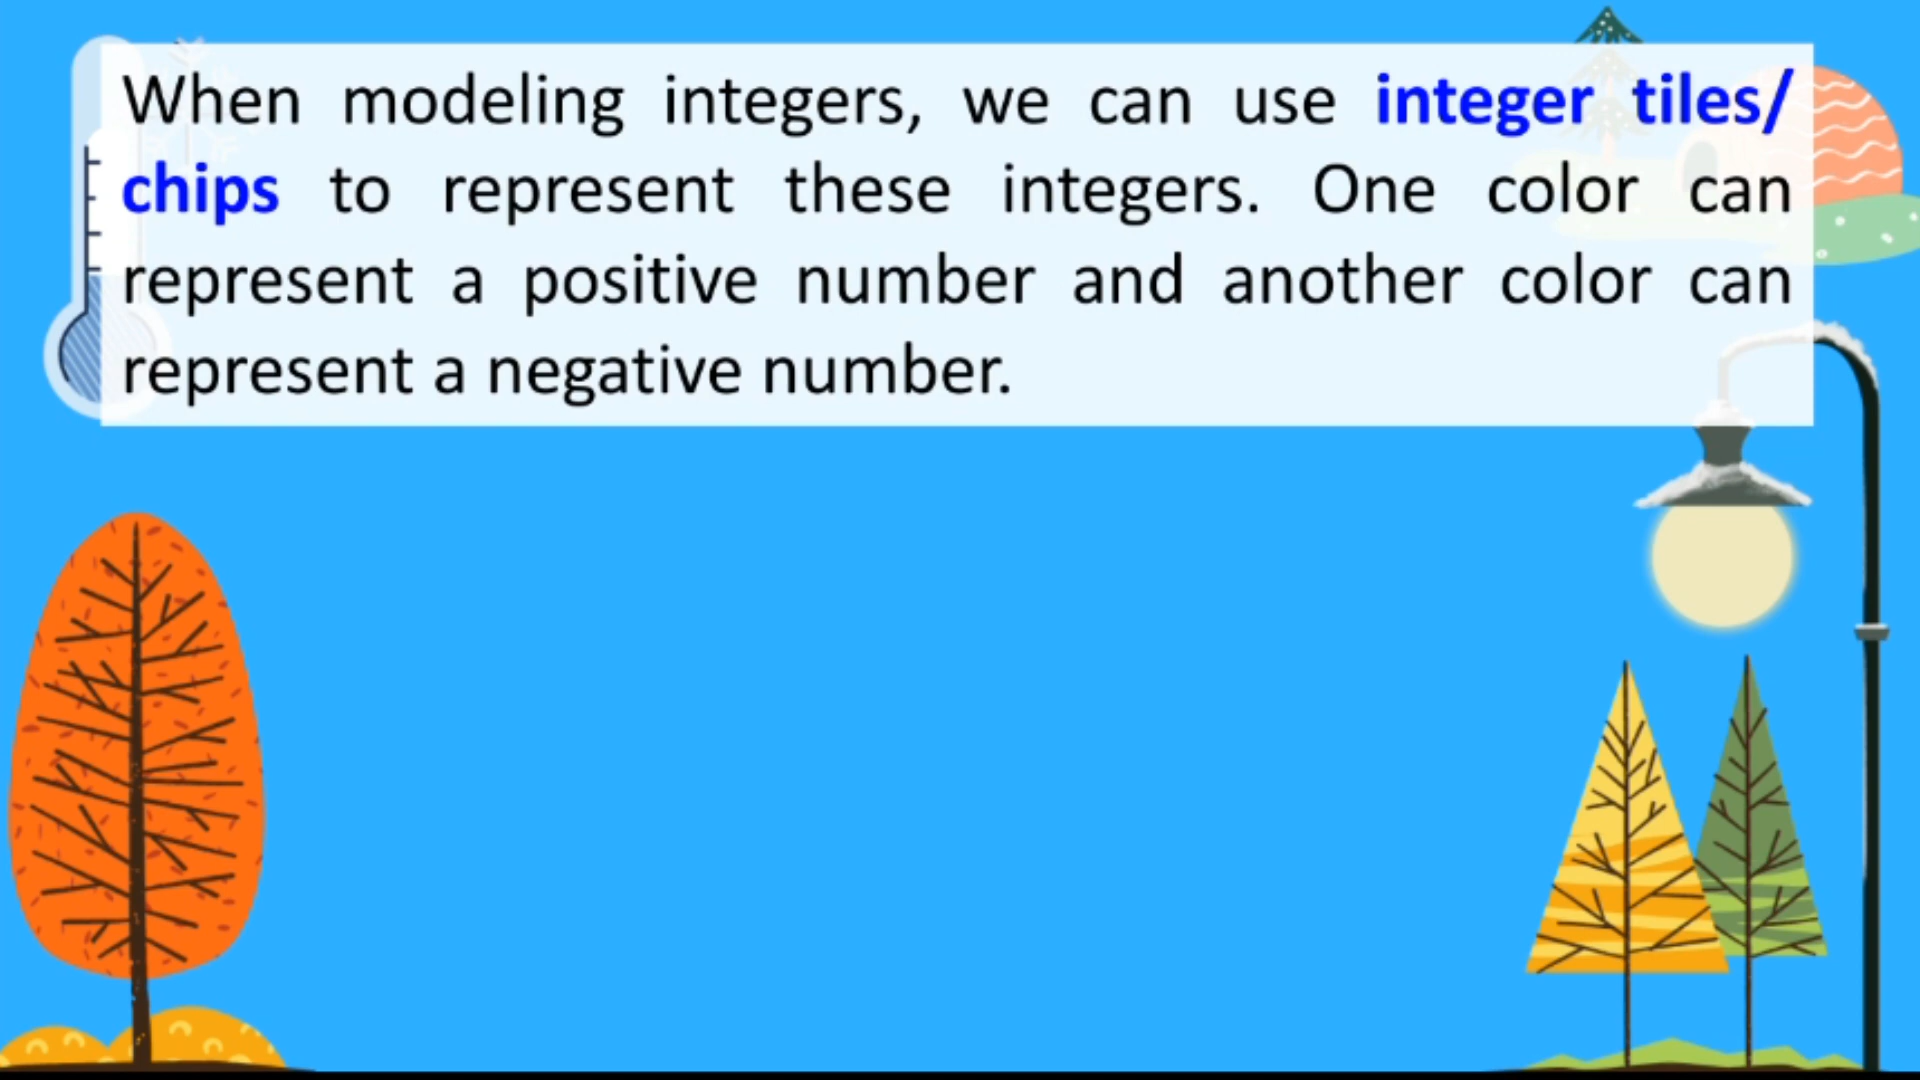 When modeling integers, we can use integer tiles/
chips to represent these integers. One color can
represent a positive number and another color can
represent a negative number.